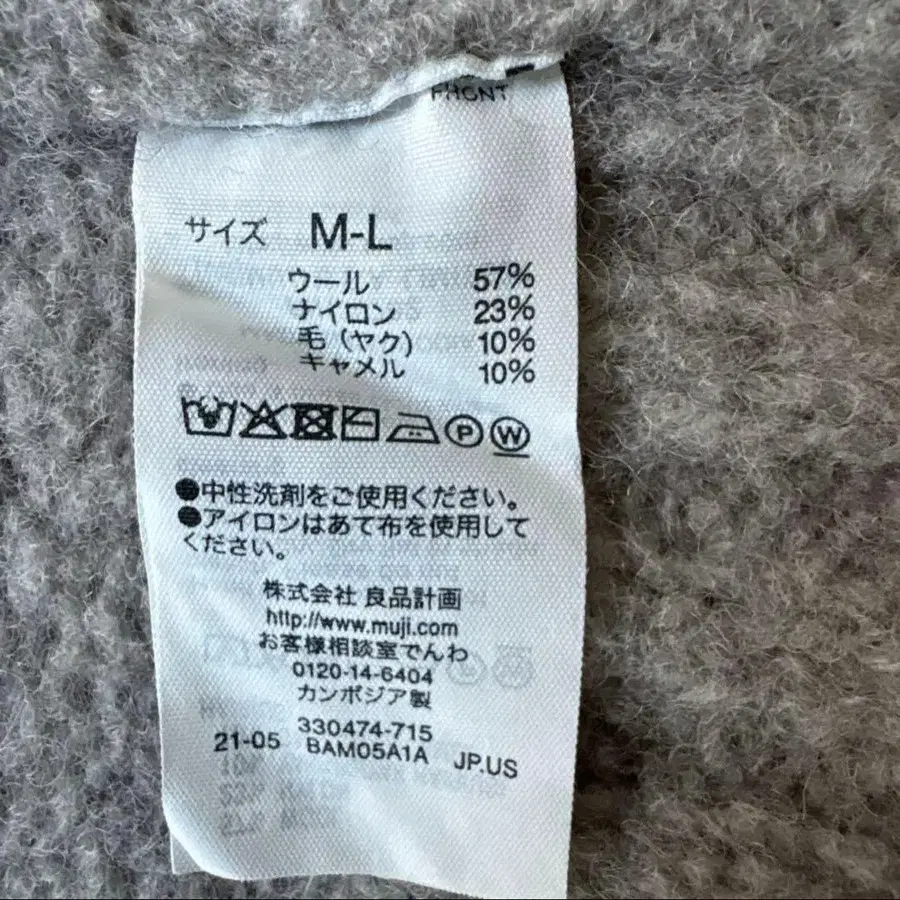 FRONT
サイズ M-L
ウール 57%
ナイロン 23%
毛（ヤク） 10%
キャメル 10%
P W
●中性洗剤をご使用ください。
●アイロンはあて布を使用して
ください。
株式会社 良品計画
http://www.muji.com
お客様相談室でんわ
0120-14-6404
カンボジア製
330474-715
21-05 BAM05A1A JP.US